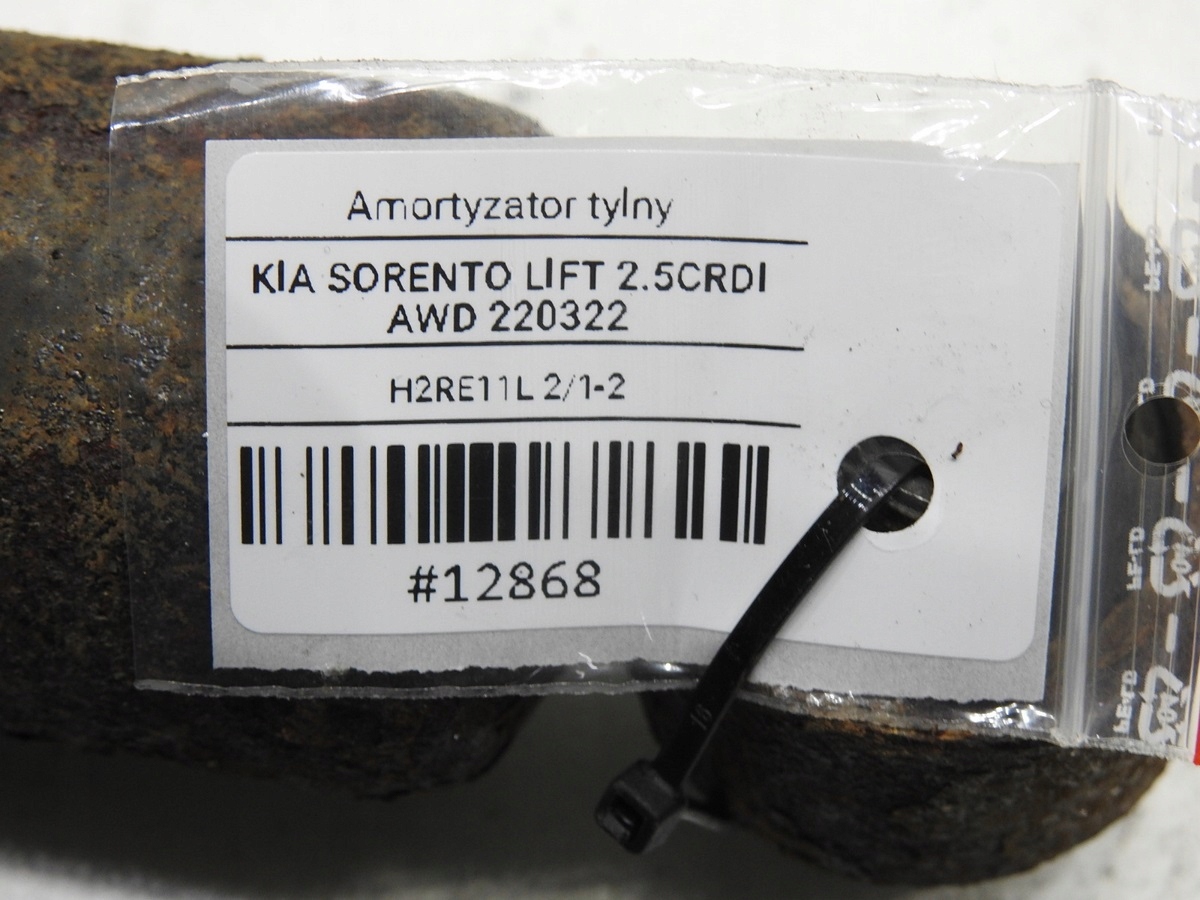 Amortyzator tylny
KIA SORENTO LIFT 2.5CRDI
AWD 220322
H2RE11L 2/1-2
#12868